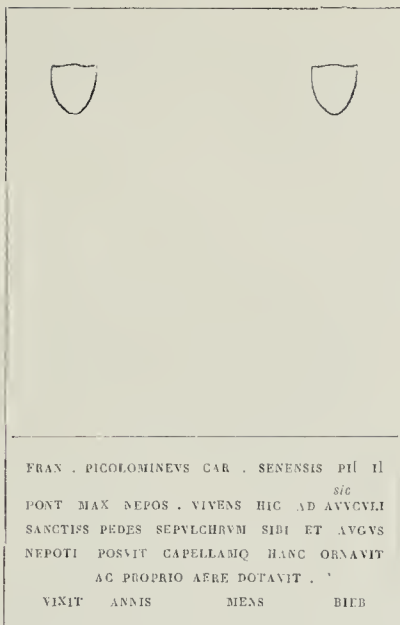 FRAN . PICOLOMINEVS CAR . SENENSIS PII II
sic
PONT MAX NEPOS . VIVENS HIC AD AVVCVLI
SANCTISS PEDES SEPVLCHRVM SIBI ET AVGVS
NEPOTI POSVIT CAPELLAMQ HANC ORNAVIT
AC PROPRIO AERE DOTAVIT .
VIXIT ANNIS MENS BIEB